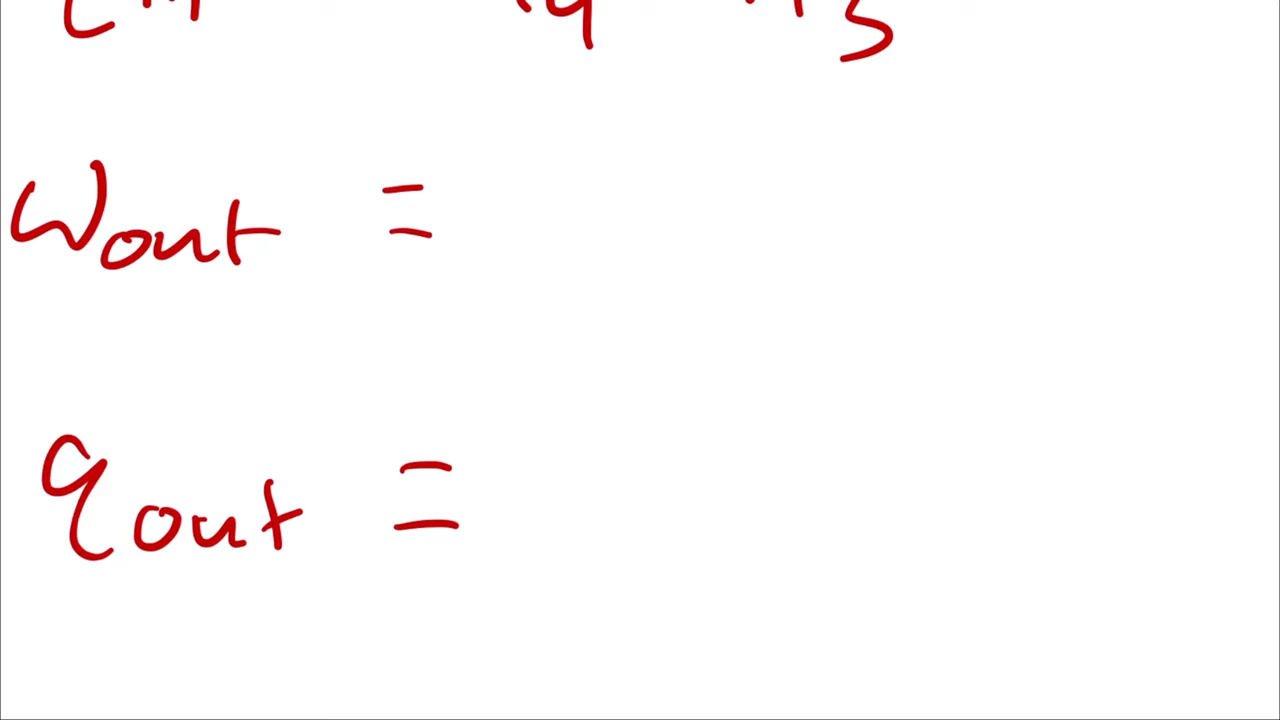 Wout =
qout =